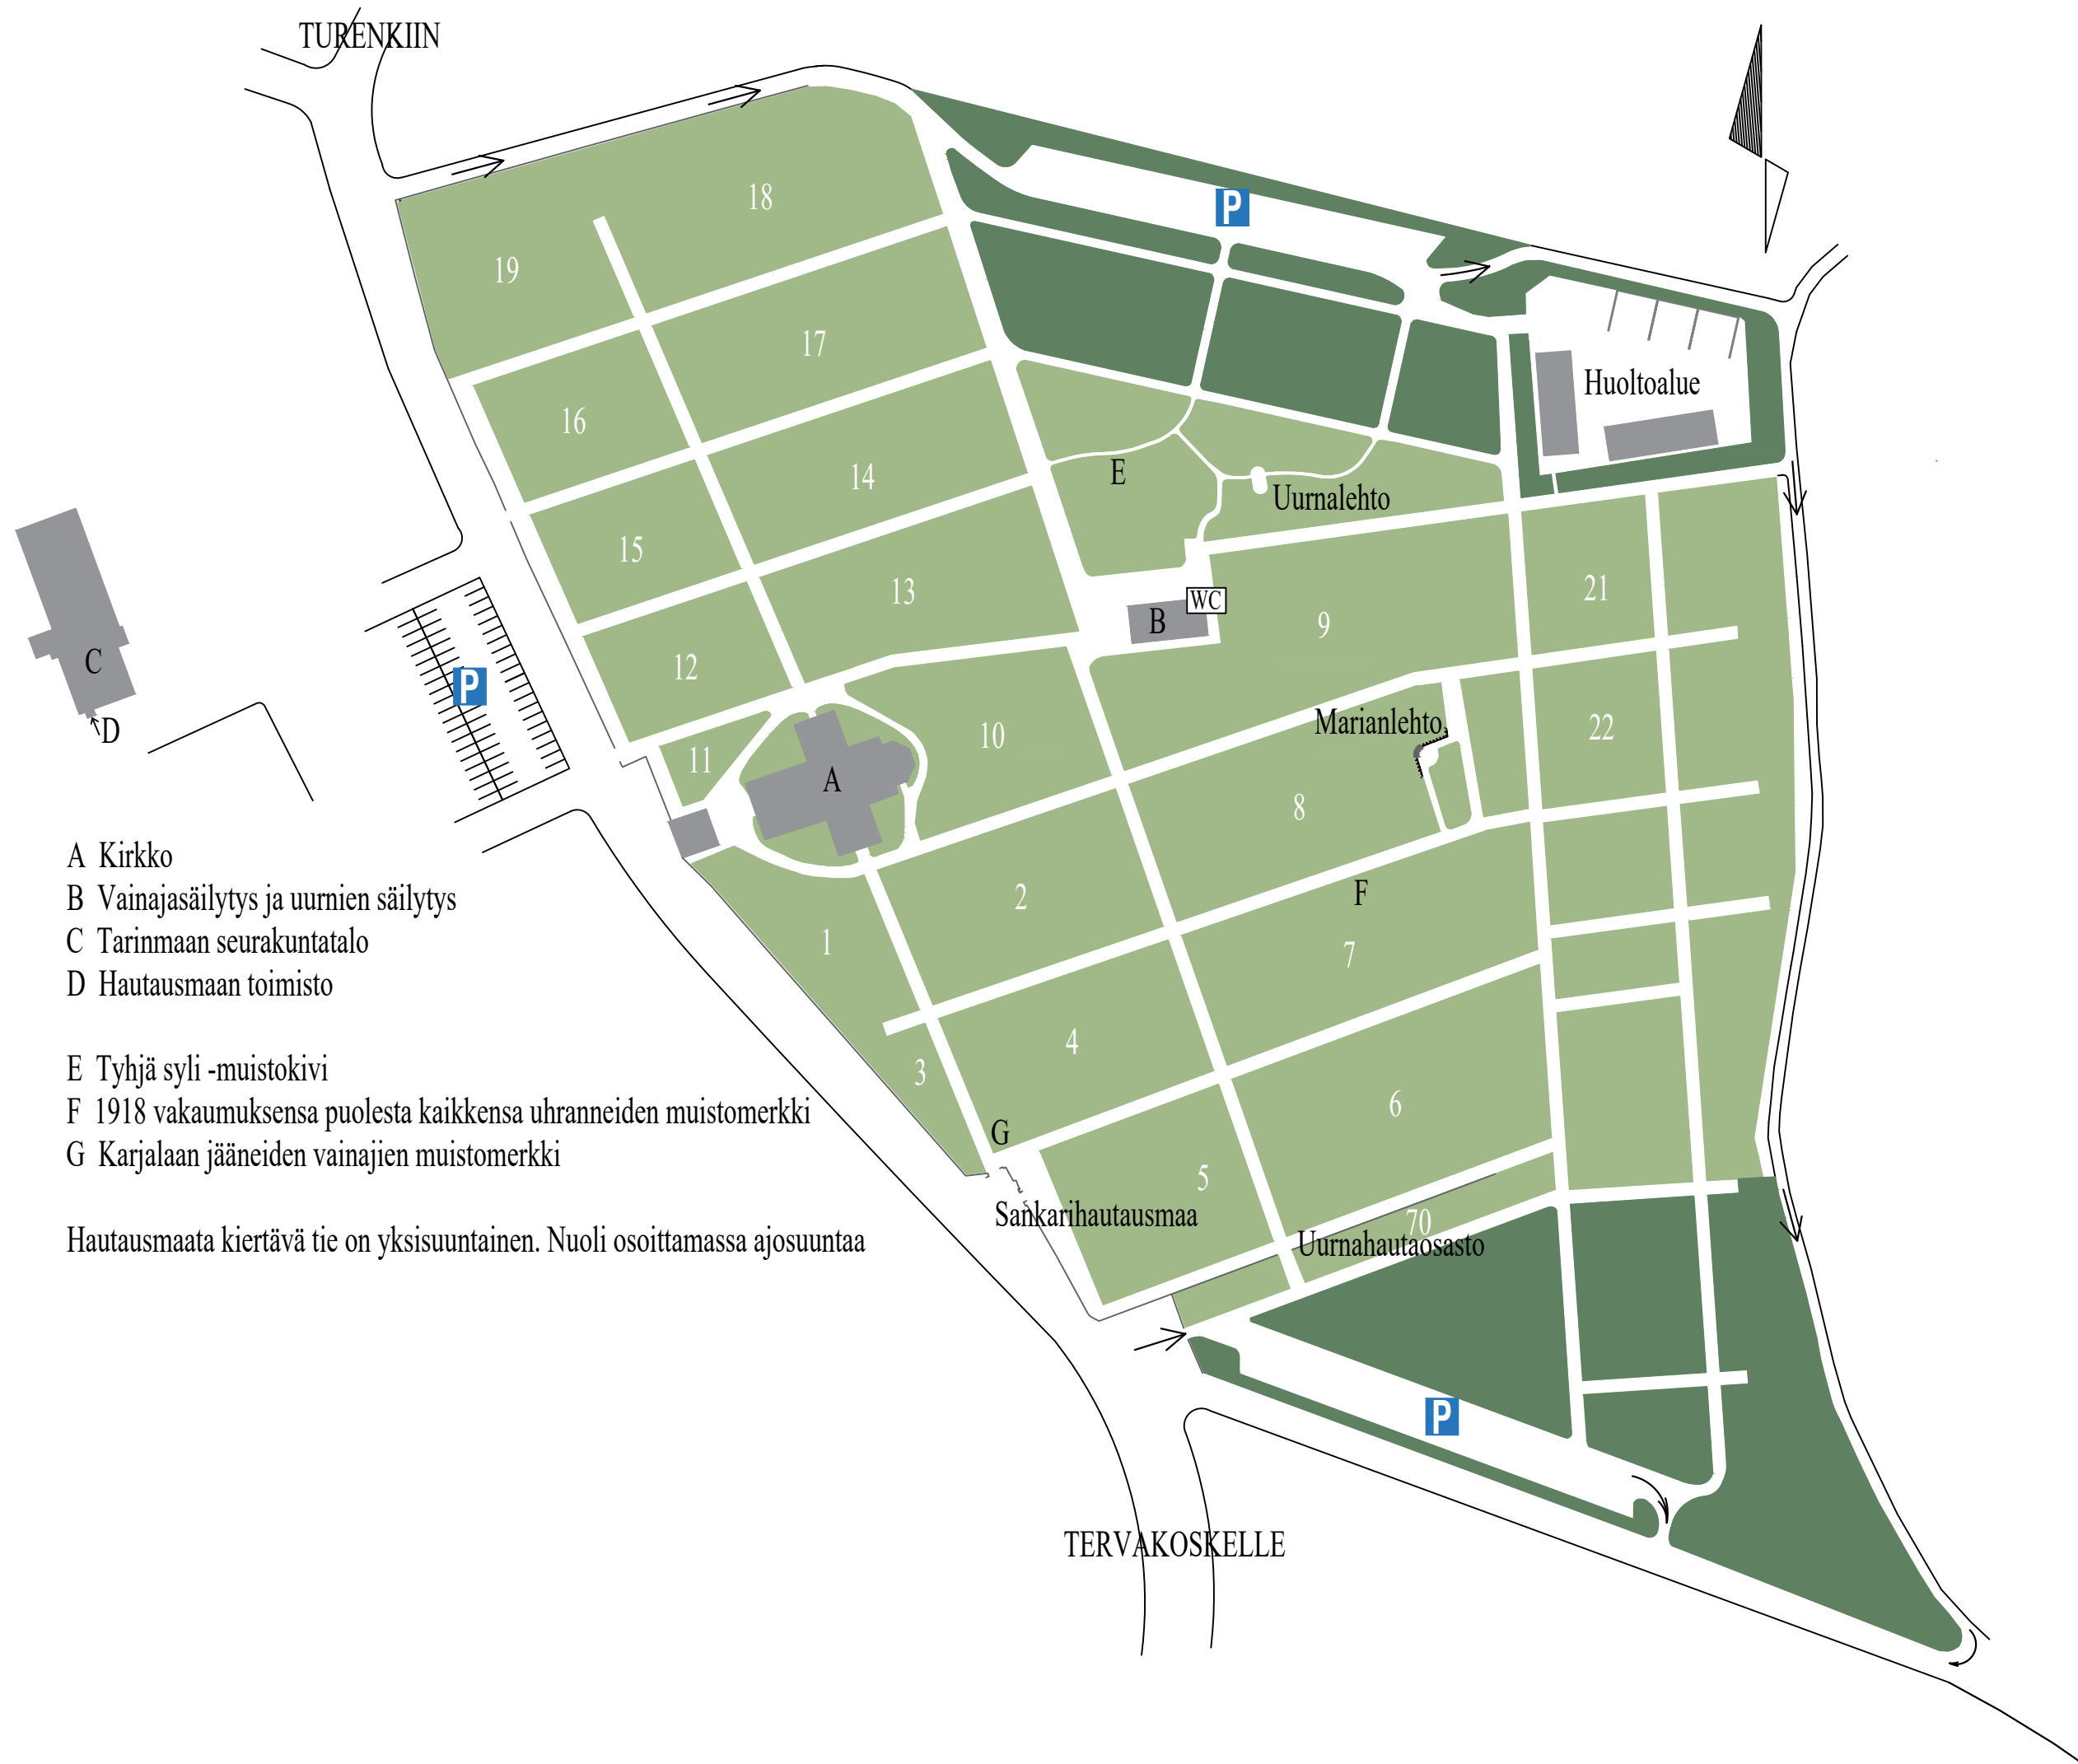 TURENKIIN
18
P
19
17
Huoltoalue
16
14
E
Uurnalehto
15
21
13
WC
B
9
12
C
P
D
Marianlehto
22
10
11
A
8
A Kirkko
B Vainajasäilytys ja uurnien säilytys
C Tarinmaan seurakuntatalo
D Hautausmaan toimisto
2
F
1
7
4
3
E Tyhjä syli -muistokivi
F 1918 vakaumuksensa puolesta kaikkensa uhranneiden muistomerkki
G Karjalaan jääneiden vainajien muistomerkki
6
G
5
Sankarihautausmaa
70
Uurnahautaosasto
Hautausmaata kiertävä tie on yksisuuntainen. Nuoli osoittamassa ajosuuntaa
P
TERVAKOSKELLE